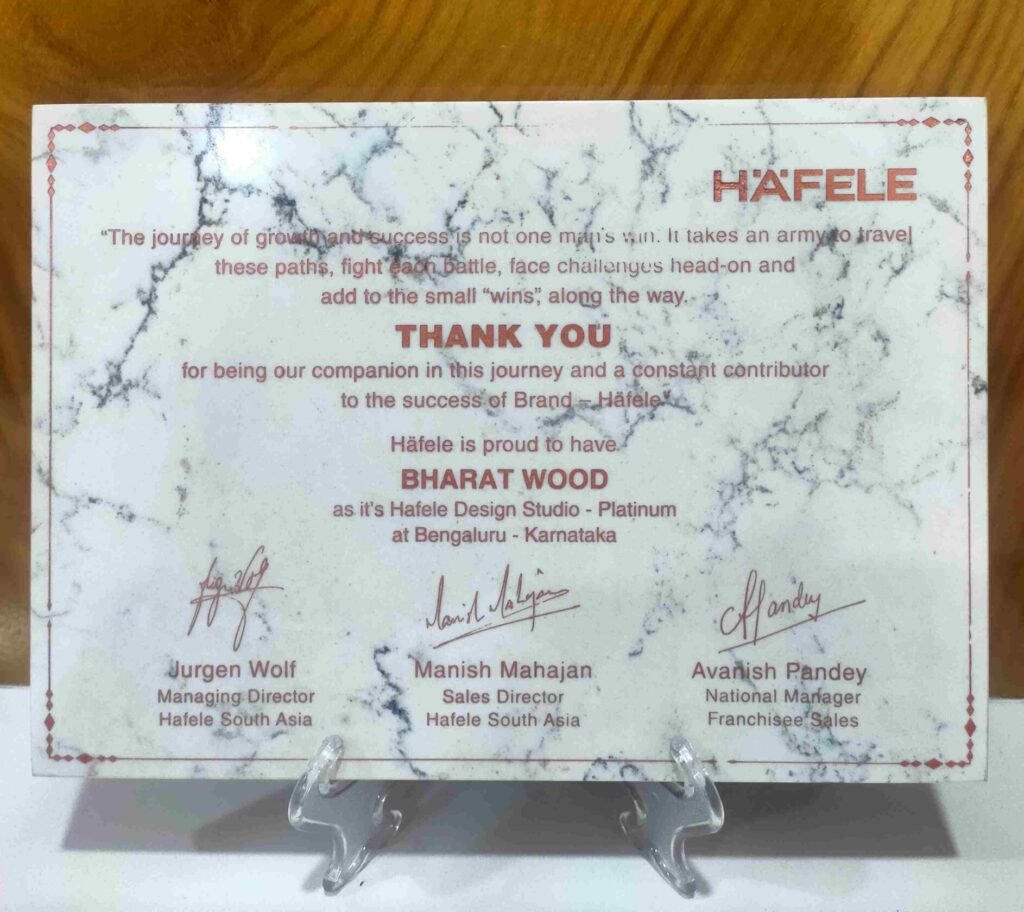 HÄFELE
“The journey of growth and success is not one man's win. It takes an army to travel
these paths, fight each battle, face challenges head-on and
add to the small “wins”, along the way.
THANK YOU
for being our companion in this journey and a constant contributor
to the success of Brand – Häfele”
Häfele is proud to have
BHARAT WOOD
as it's Hafele Design Studio - Platinum
at Bengaluru - Karnataka
Manish Mahajan
APandey
Jurgen Wolf
Manish Mahajan
Avanish Pandey
Managing Director
Sales Director
National Manager
Hafele South Asia
Hafele South Asia
Franchisee Sales